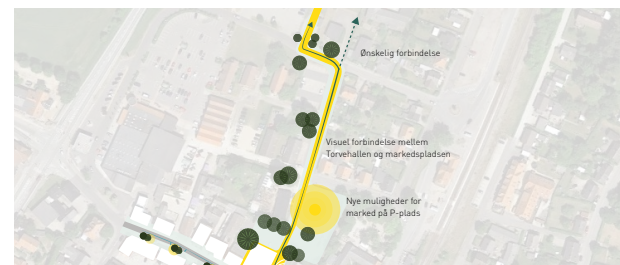 Ønskelig forbindelse
Visuel forbindelse mellem
Torvehallen og markedspladsen
Nye muligheder for
marked på P-plads